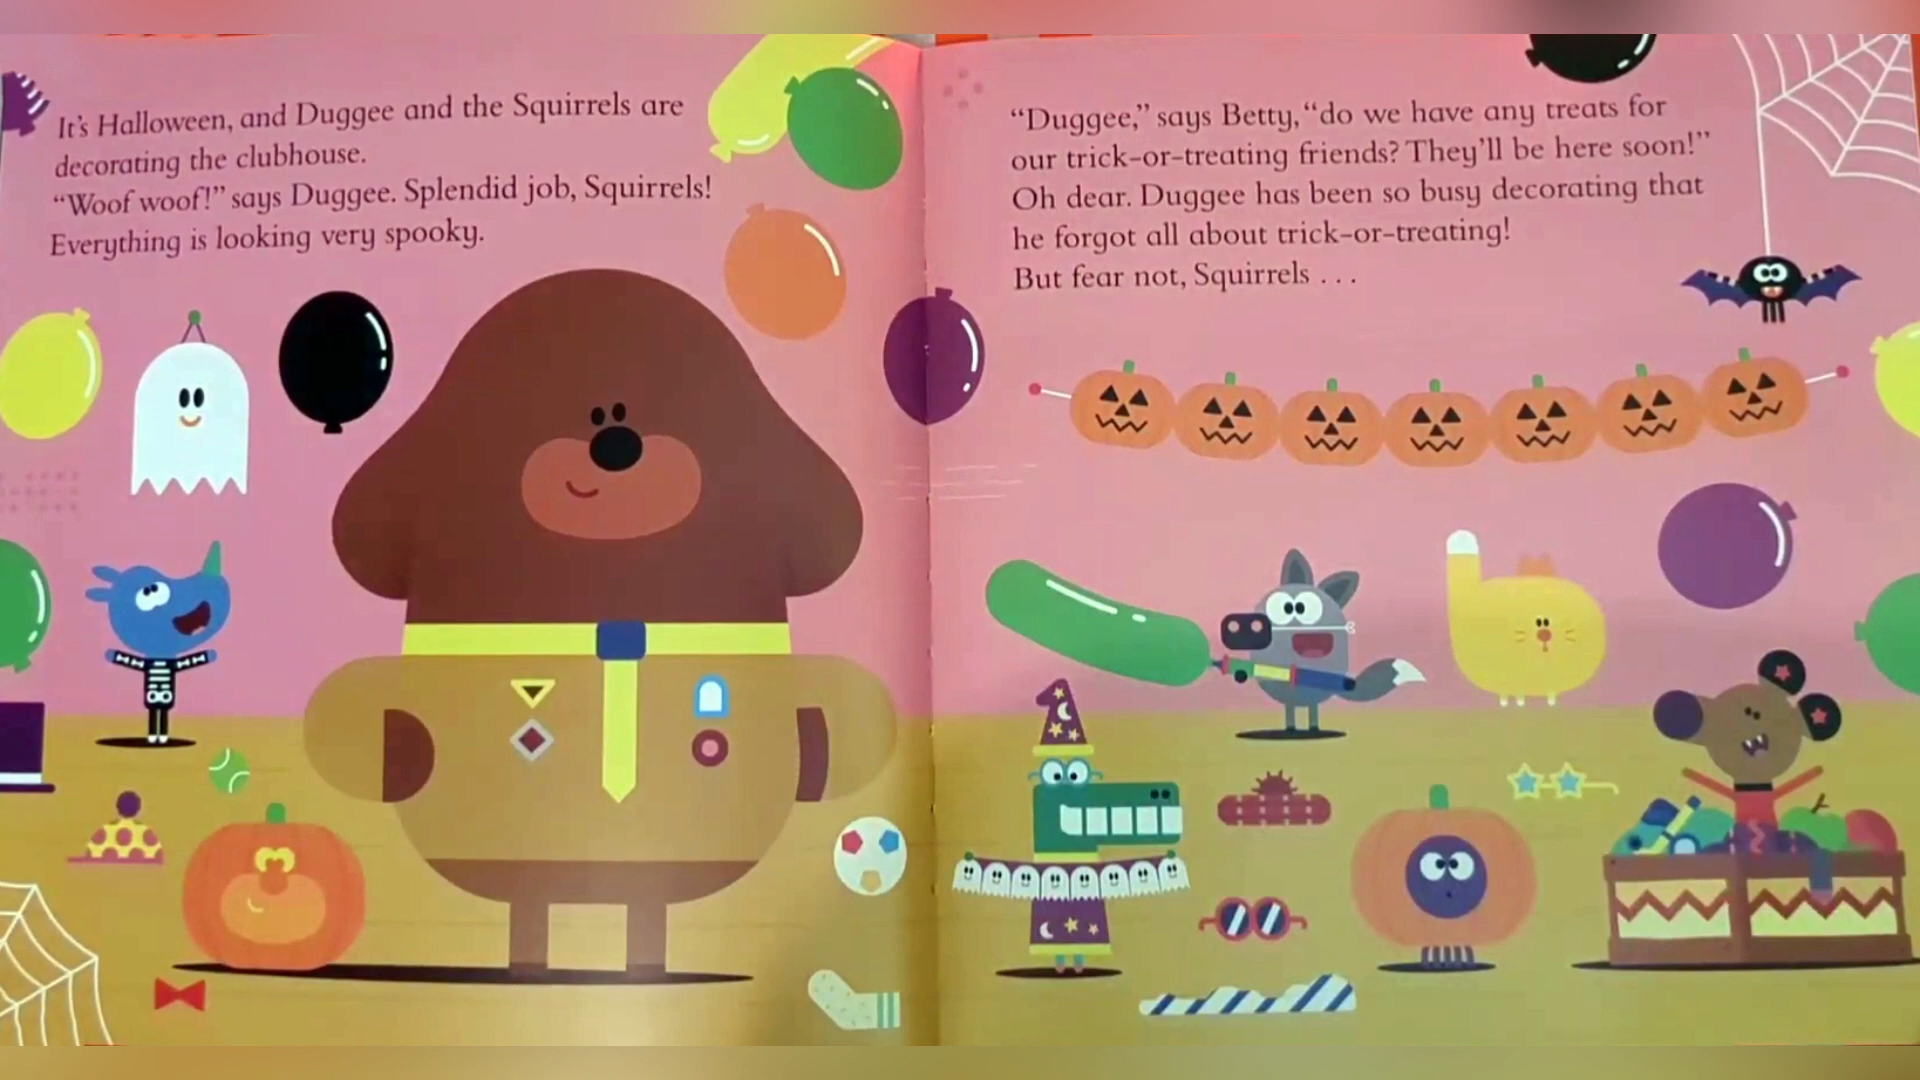 It's Halloween, and Duggee and the Squirrels are
decorating the clubhouse.
“Woof woof!” says Duggee. Splendid job, Squirrels!
Everything is looking very spooky.
“Duggee,” says Betty, “do we have any treats for
our trick-or-treating friends? They'll be here soon!”
Oh dear. Duggee has been so busy decorating that
he forgot all about trick-or-treating!
But fear not, Squirrels . . .